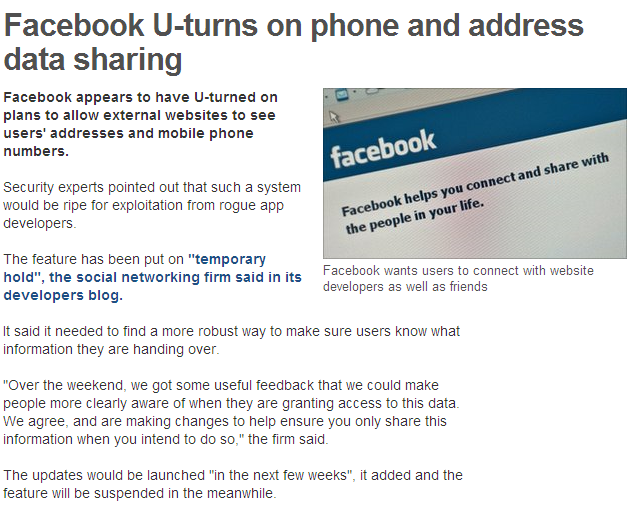 Facebook U-turns on phone and address
data sharing
Facebook appears to have U-turned on
plans to allow external websites to see
users' addresses and mobile phone
numbers.
Security experts pointed out that such a system
would be ripe for exploitation from rogue app
developers.
The feature has been put on "temporary
hold", the social networking firm said in its
developers blog.
facebook
Facebook helps you connect and share with
the people in your life.
Facebook wants users to connect with website
developers as well as friends
It said it needed to find a more robust way to make sure users know what
information they are handing over.
"Over the weekend, we got some useful feedback that we could make
people more clearly aware of when they are granting access to this data.
We agree, and are making changes to help ensure you only share this
information when you intend to do so," the firm said.
The updates would be launched "in the next few weeks", it added and the
feature will be suspended in the meanwhile.